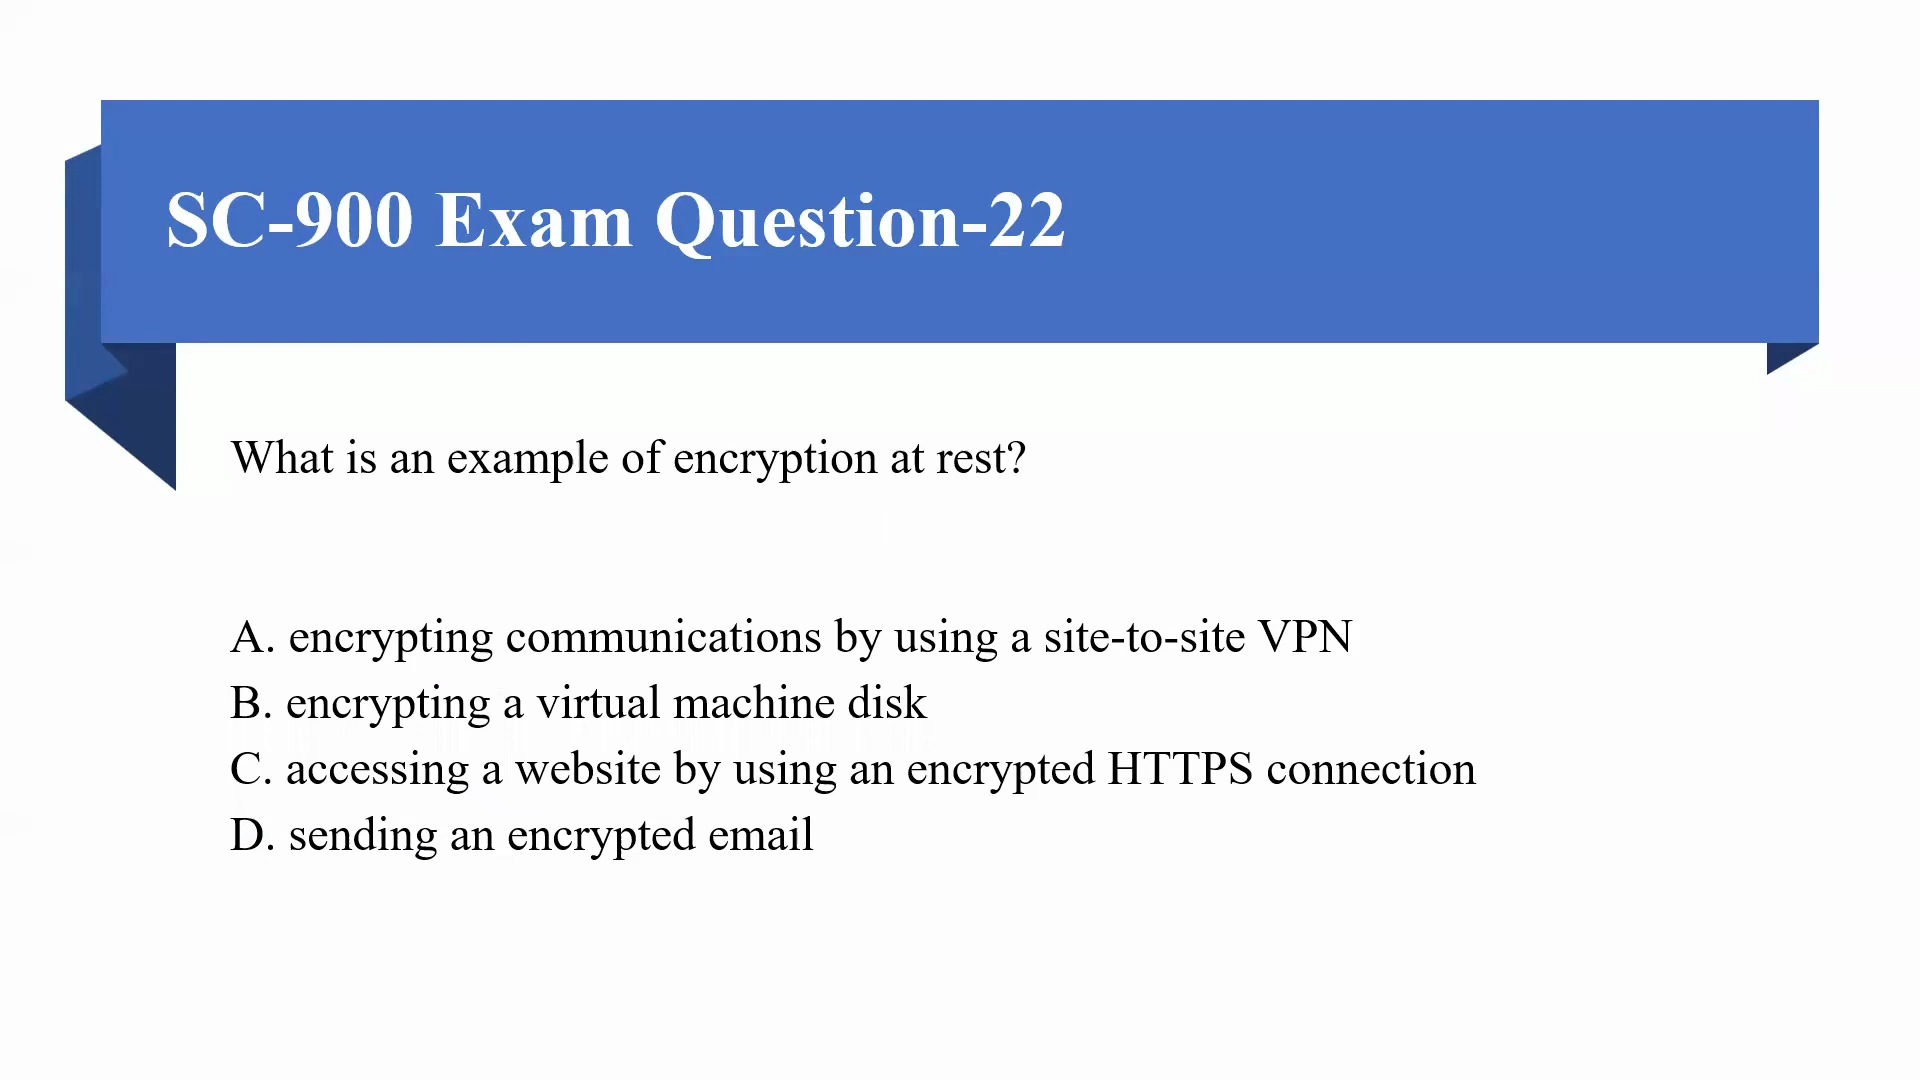 SC-900 Exam Question-22
What is an example of encryption at rest?
A. encrypting communications by using a site-to-site VPN
B. encrypting a virtual machine disk
C. accessing a website by using an encrypted HTTPS connection
D. sending an encrypted email